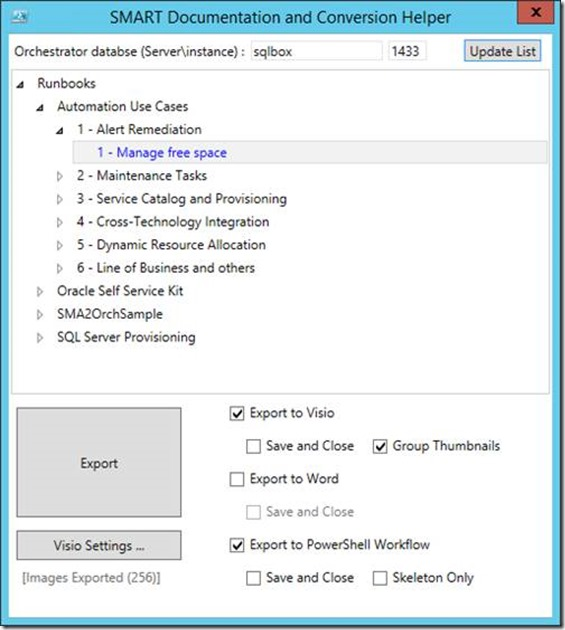 SMART Documentation and Conversion Helper
x
Orchestrator databse (Server\instance) : sqlbox 1433 Update List
Runbooks
Automation Use Cases
1 - Alert Remediation
1 - Manage free space
2 - Maintenance Tasks
3 - Service Catalog and Provisioning
4 - Cross-Technology Integration
5 - Dynamic Resource Allocation
6 - Line of Business and others
Oracle Self Service Kit
SMA2OrchSample
SQL Server Provisioning
Export
Export to Visio
Save and Close Group Thumbnails
Export to Word
Save and Close
Visio Settings ... Export to PowerShell Workflow
[Images Exported (256)] Save and Close Skeleton Only